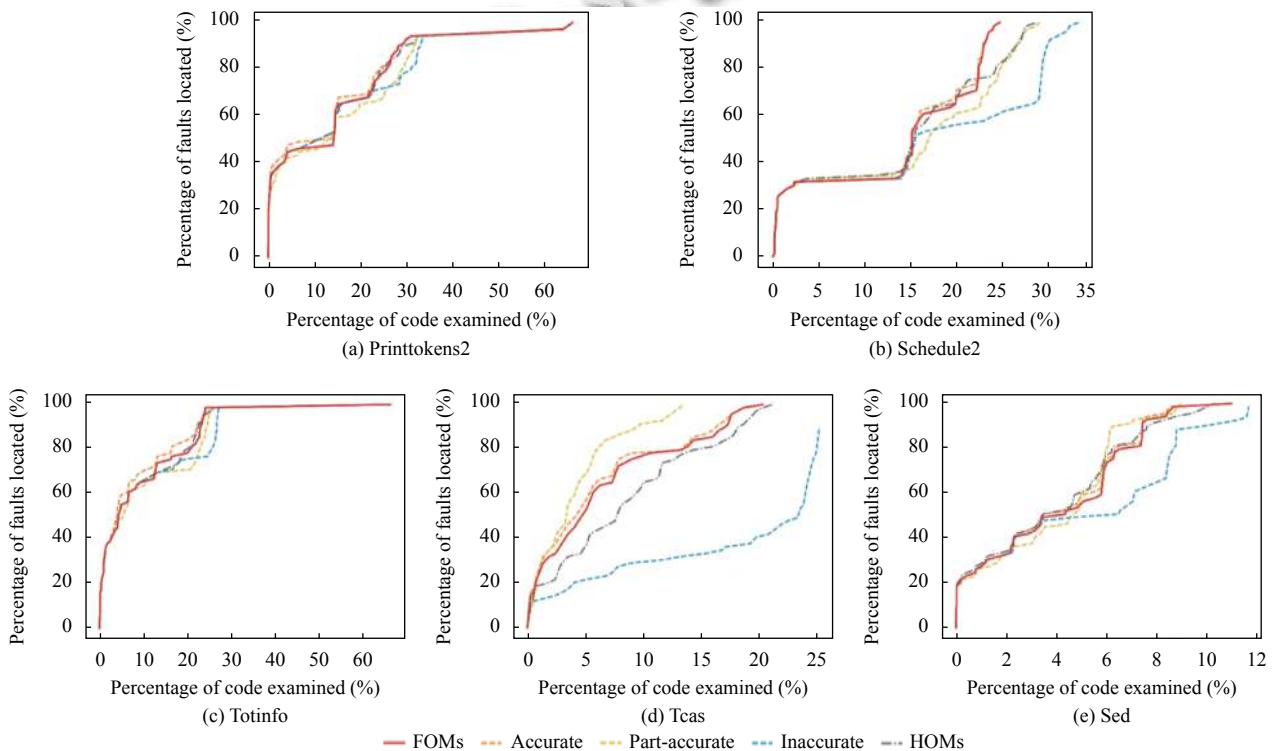 100
80
60
40
20
0
Percentage of faults located (%)
0 10 20 30 40 50 60
Percentage of code examined (%)
(a) Printtokens2
100
80
60
40
20
0
Percentage of faults located (%)
0 5 10 15 20 25 30 35
Percentage of code examined (%)
(b) Schedule2
100
80
60
40
20
0
Percentage of faults located (%)
0 10 20 30 40 50 60
Percentage of code examined (%)
(c) Totinfo
100
80
60
40
20
0
Percentage of faults located (%)
0 5 10 15 20 25
Percentage of code examined (%)
(d) Tcas
100
80
60
40
20
0
Percentage of faults located (%)
0 2 4 6 8 10 12
Percentage of code examined (%)
(e) Sed
FOMs Accurate Part-accurate Inaccurate HOMs